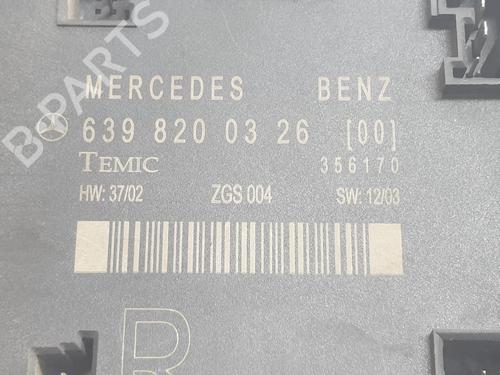 B-PARTS
MERCEDES BENZ
639 820 03 26 [00]
TEMIC 356170
HW: 37/02 ZGS 004 SW: 12/03
R